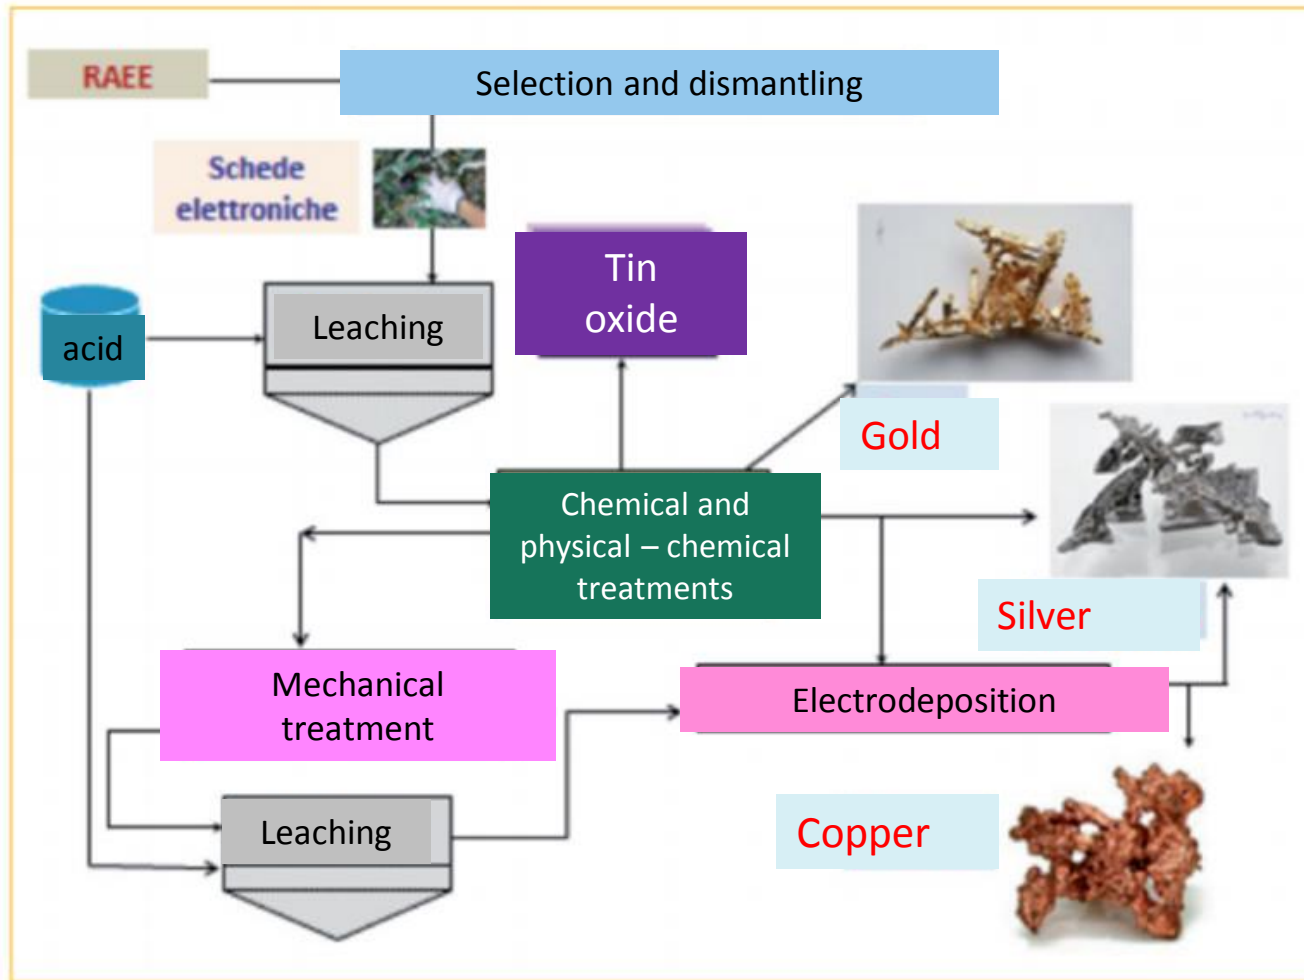 RAEE
Selection and dismantling
Schede
elettroniche
Tin
oxide
acid
Leaching
Gold
Chemical and
physical – chemical
treatments
Silver
Mechanical
treatment
Electrodeposition
Leaching
Copper